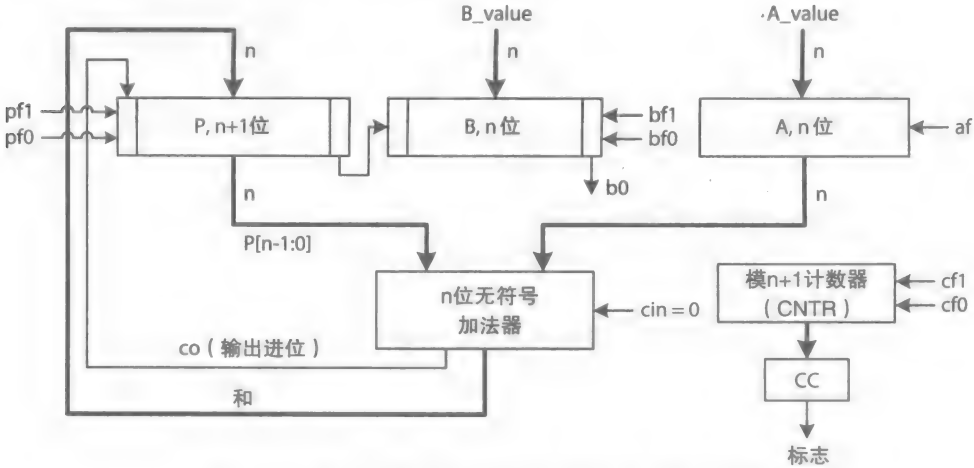 B_value
A_value
n
n
n
pf1
pf0
P, n+1位
B, n 位
bf1
bf0
A, n 位
af
b0
n
n
P[n-1:0]
n位无符号
加法器
cin = 0
模n+1计数器
( CNTR )
cf1
cf0
co ( 输出进位 )
CC
和
标志